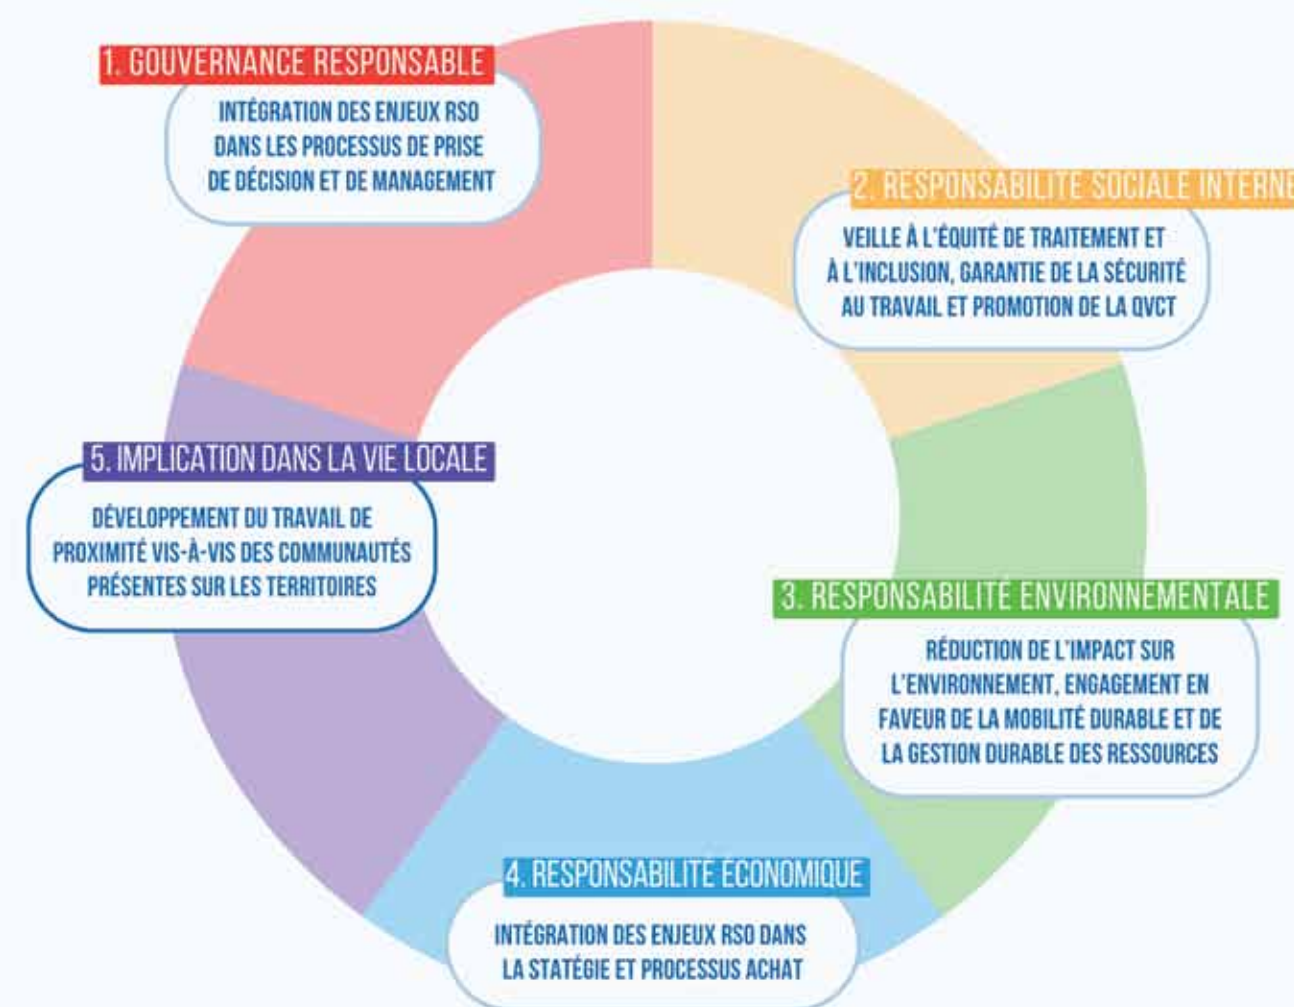 1. GOUVERNANCE RESPONSABLE
INTÉGRATION DES ENJEUX RSO
DANS LES PROCESSUS DE PRISE
DE DÉCISION ET DE MANAGEMENT
2. RESPONSABILITÉ SOCIALE INTERNE
VEILLE À L'ÉQUITÉ DE TRAITEMENT ET
À L'INCLUSION, GARANTIE DE LA SÉCURITÉ
AU TRAVAIL ET PROMOTION DE LA QVCT
3. RESPONSABILITÉ ENVIRONNEMENTALE
RÉDUCTION DE L'IMPACT SUR
L'ENVIRONNEMENT, ENGAGEMENT EN
FAVEUR DE LA MOBILITÉ DURABLE ET DE
LA GESTION DURABLE DES RESSOURCES
4. RESPONSABILITÉ ÉCONOMIQUE
INTÉGRATION DES ENJEUX RSO DANS
LA STATÉGIE ET PROCESSUS ACHAT
5. IMPLICATION DANS LA VIE LOCALE
DÉVELOPPEMENT DU TRAVAIL DE
PROXIMITÉ VIS-À-VIS DES COMMUNAUTÉS
PRÉSENTES SUR LES TERRITOIRES